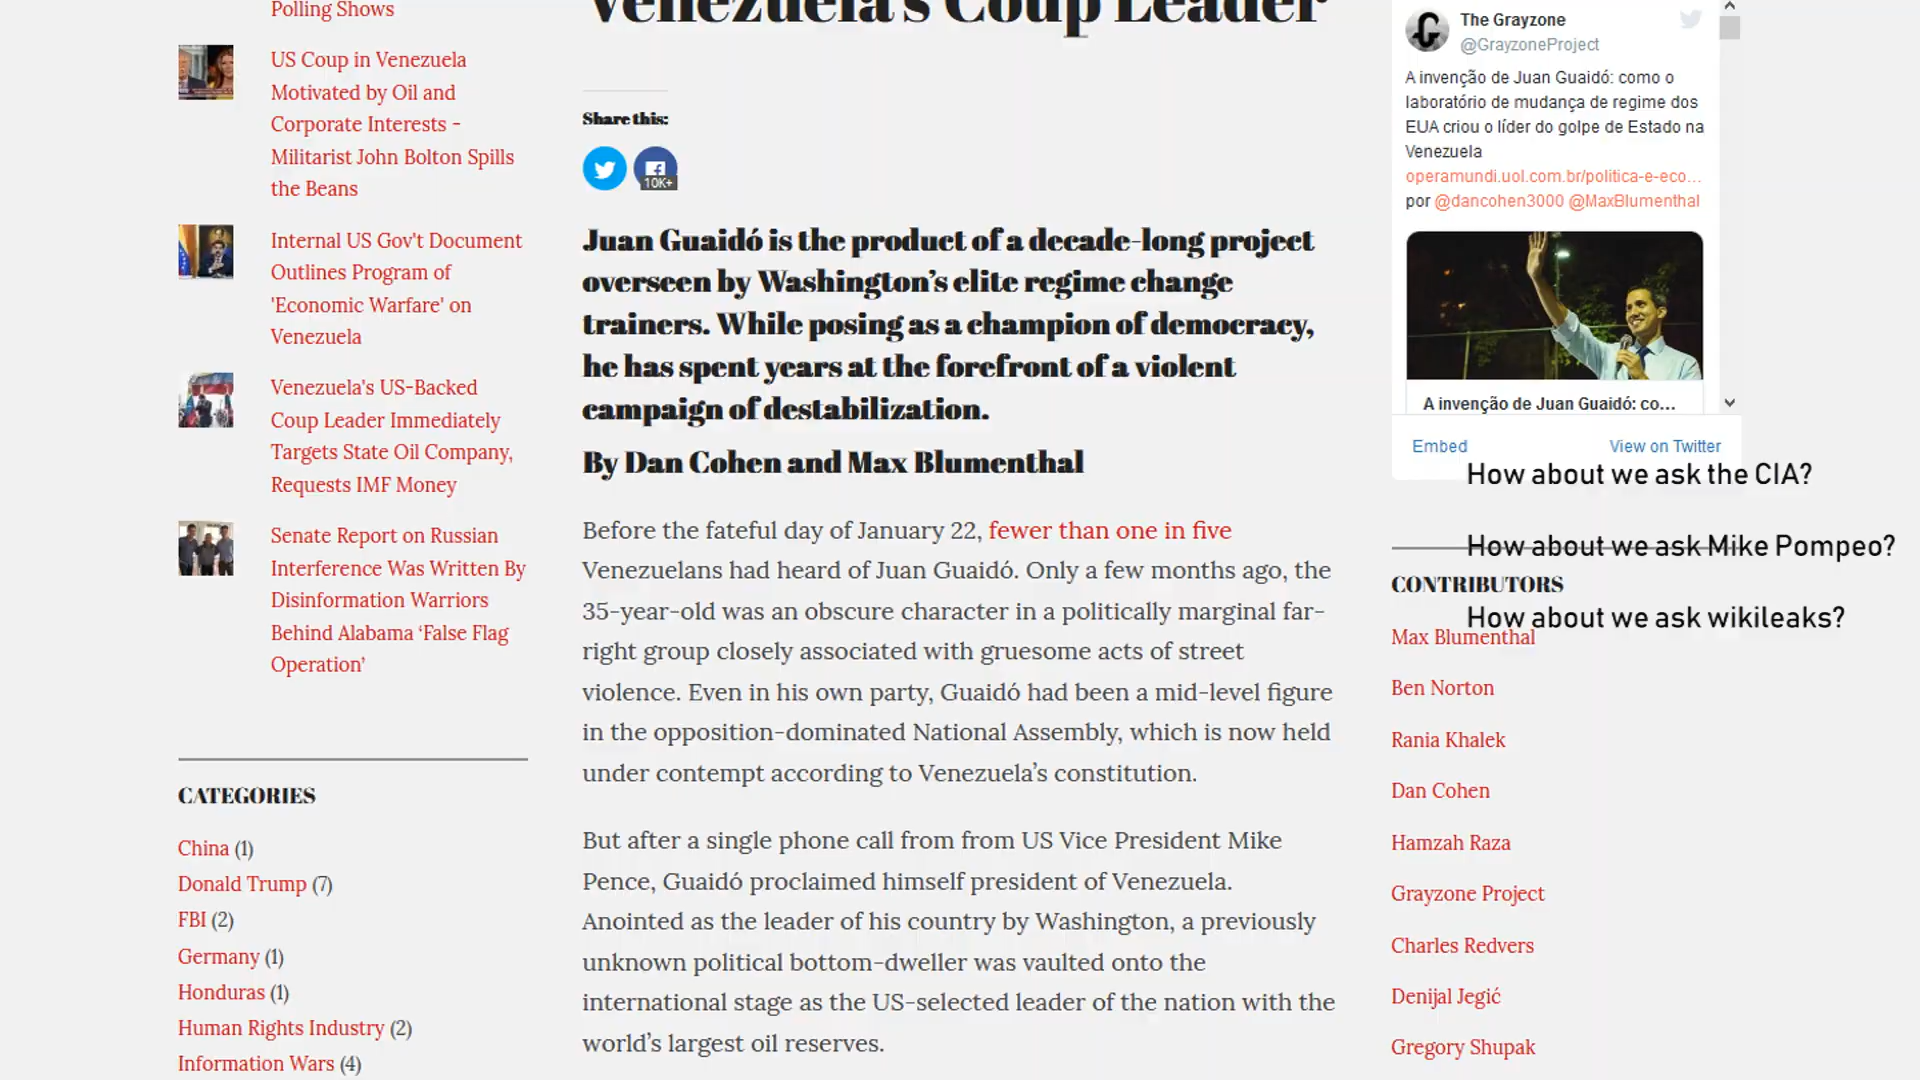 Polling Shows
US Coup in Venezuela
Motivated by Oil and
Corporate Interests -
Militarist John Bolton Spills
the Beans
Internal US Gov't Document
Outlines Program of
'Economic Warfare' on
Venezuela
Venezuela's US-Backed
Coup Leader Immediately
Targets State Oil Company,
Requests IMF Money
Senate Report on Russian
Interference Was Written By
Disinformation Warriors
Behind Alabama ‘False Flag
Operation’
CATEGORIES
China (1)
Donald Trump (7)
FBI (2)
Germany (1)
Honduras (1)
Human Rights Industry (2)
Information Wars (4)
Venezuela's Coup Leader
Share this:
10K+
Juan Guaidó is the product of a decade-long project
overseen by Washington’s elite regime change
trainers. While posing as a champion of democracy,
he has spent years at the forefront of a violent
campaign of destabilization.
By Dan Cohen and Max Blumenthal
Before the fateful day of January 22, fewer than one in five
Venezuelans had heard of Juan Guaidó. Only a few months ago, the
35-year-old was an obscure character in a politically marginal far-
right group closely associated with gruesome acts of street
violence. Even in his own party, Guaidó had been a mid-level figure
in the opposition-dominated National Assembly, which is now held
under contempt according to Venezuela’s constitution.
But after a single phone call from from US Vice President Mike
Pence, Guaidó proclaimed himself president of Venezuela.
Anointed as the leader of his country by Washington, a previously
unknown political bottom-dweller was vaulted onto the
international stage as the US-selected leader of the nation with the
world’s largest oil reserves.
The Grayzone
@GrayzoneProject
A invenção de Juan Guaidó: como o
laboratório de mudança de regime dos
EUA criou o líder do golpe de Estado na
Venezuela
operamundi.uol.com.br/politica-e-eco...
por @dancohen3000 @MaxBlumenthal
A invenção de Juan Guaidó: co...
Embed
View on Twitter
How about we ask the CIA?
How about we ask Mike Pompeo?
CONTRIBUTORS
How about we ask wikileaks?
Max Blumenthal
Ben Norton
Rania Khalek
Dan Cohen
Hamzah Raza
Grayzone Project
Charles Redvers
Denijal Jegić
Gregory Shupak